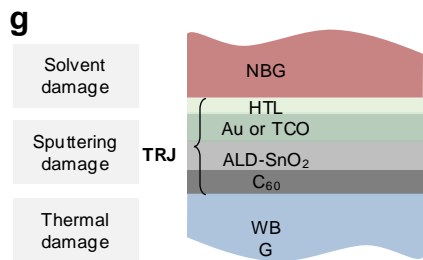 g
Solvent
damage
Sputtering
damage
Thermal
damage
TRJ
NBG
HTL
Au or TCO
ALD-SnO₂
C₆₀
WB
G